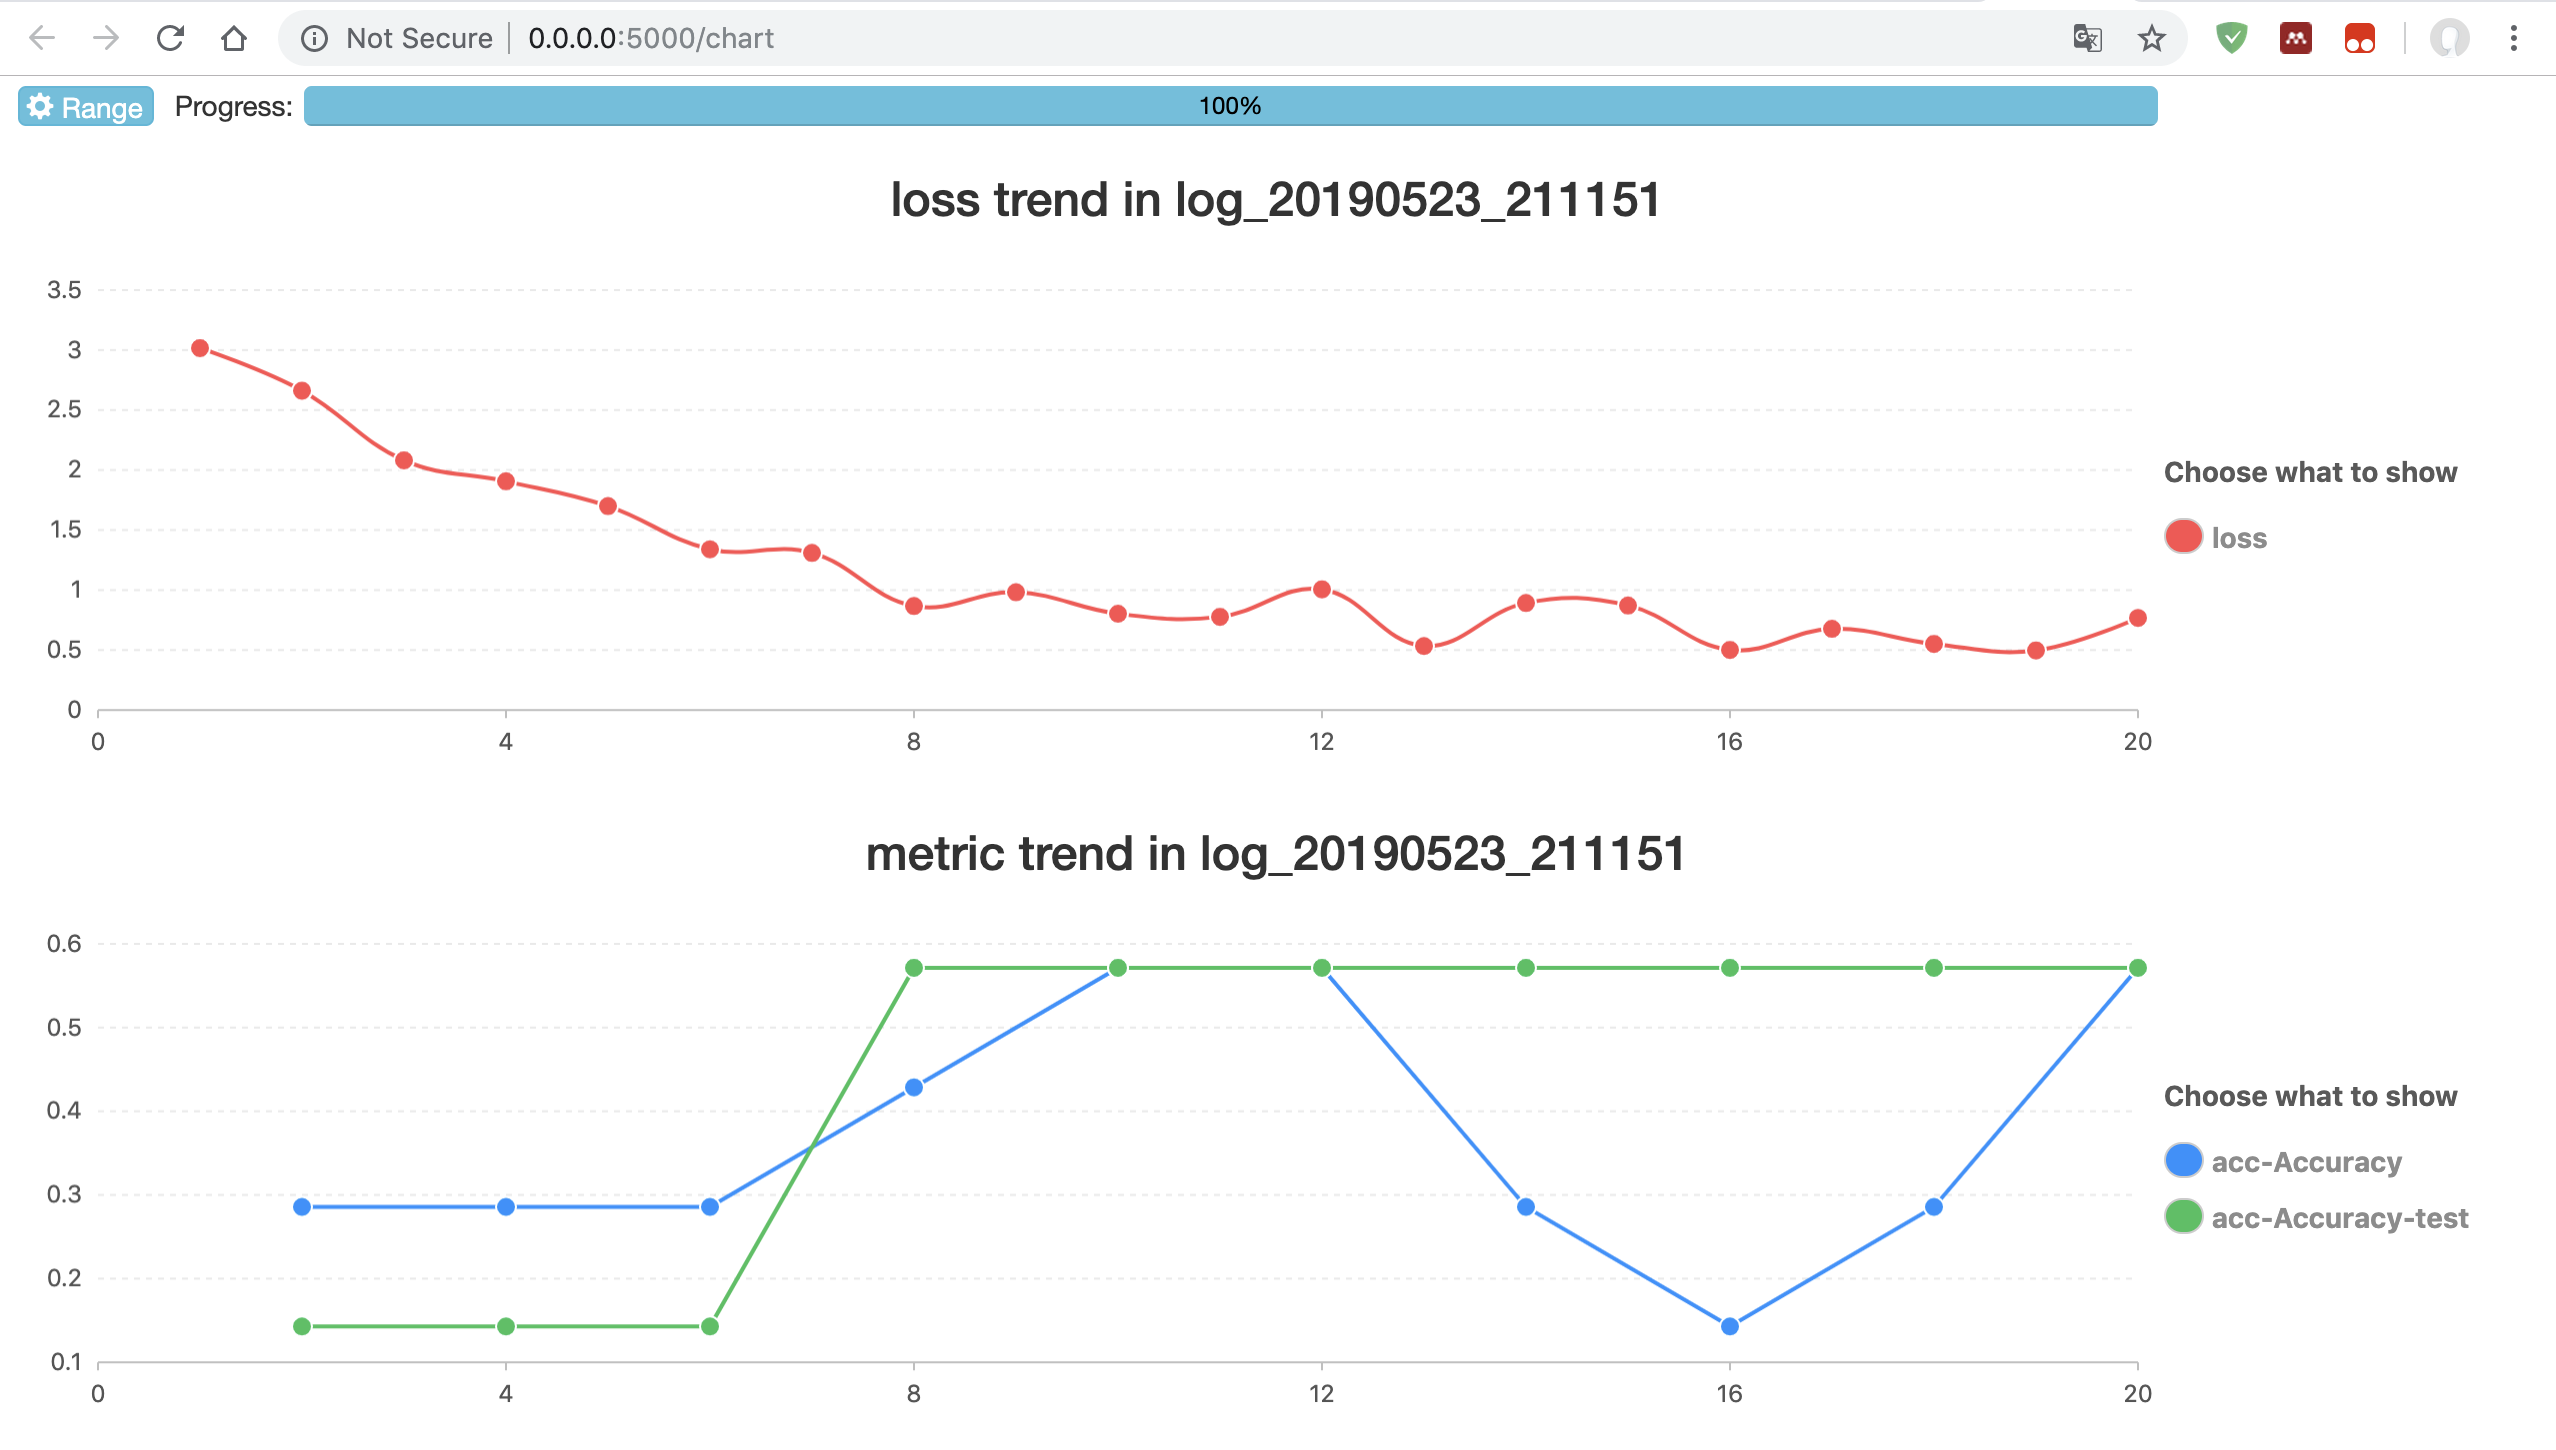 Not Secure 0.0.0.0:5000/chart
Range Progress: 100%
loss trend in log_20190523_211151
3.5
3
2.5
2
1.5
1
0.5
0
0 4 8 12 16 20
Choose what to show
loss
metric trend in log_20190523_211151
0.6
0.5
0.4
0.3
0.2
0.1
0 4 8 12 16 20
Choose what to show
acc-Accuracy
acc-Accuracy-test